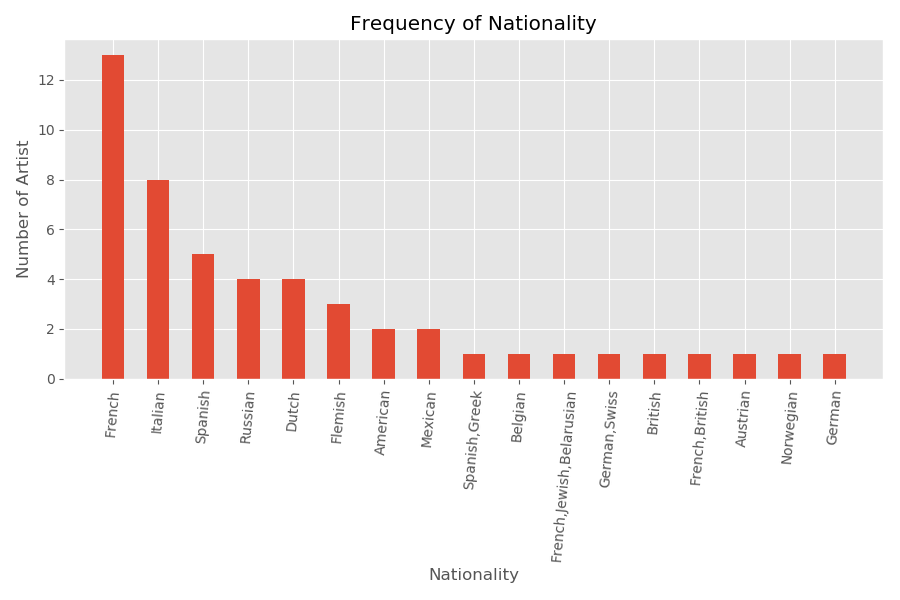 Frequency of Nationality
Number of Artist
12
10
8
6
4
2
0
French
Italian
Spanish
Russian
Dutch
Flemish
American
Mexican
Spanish,Greek
Belgian
French,Jewish,Belarusian
German,Swiss
British
French,British
Austrian
Norwegian
German
Nationality